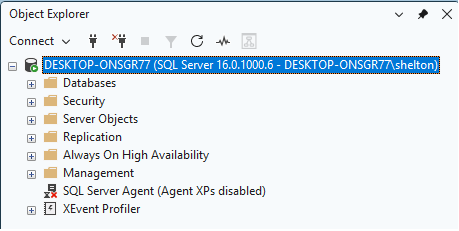 Object Explorer
Connect
DESKTOP-ONSGR77 (SQL Server 16.0.1000.6 - DESKTOP-ONSGR77\shelton)
Databases
Security
Server Objects
Replication
Always On High Availability
Management
SQL Server Agent (Agent XPs disabled)
XEvent Profiler